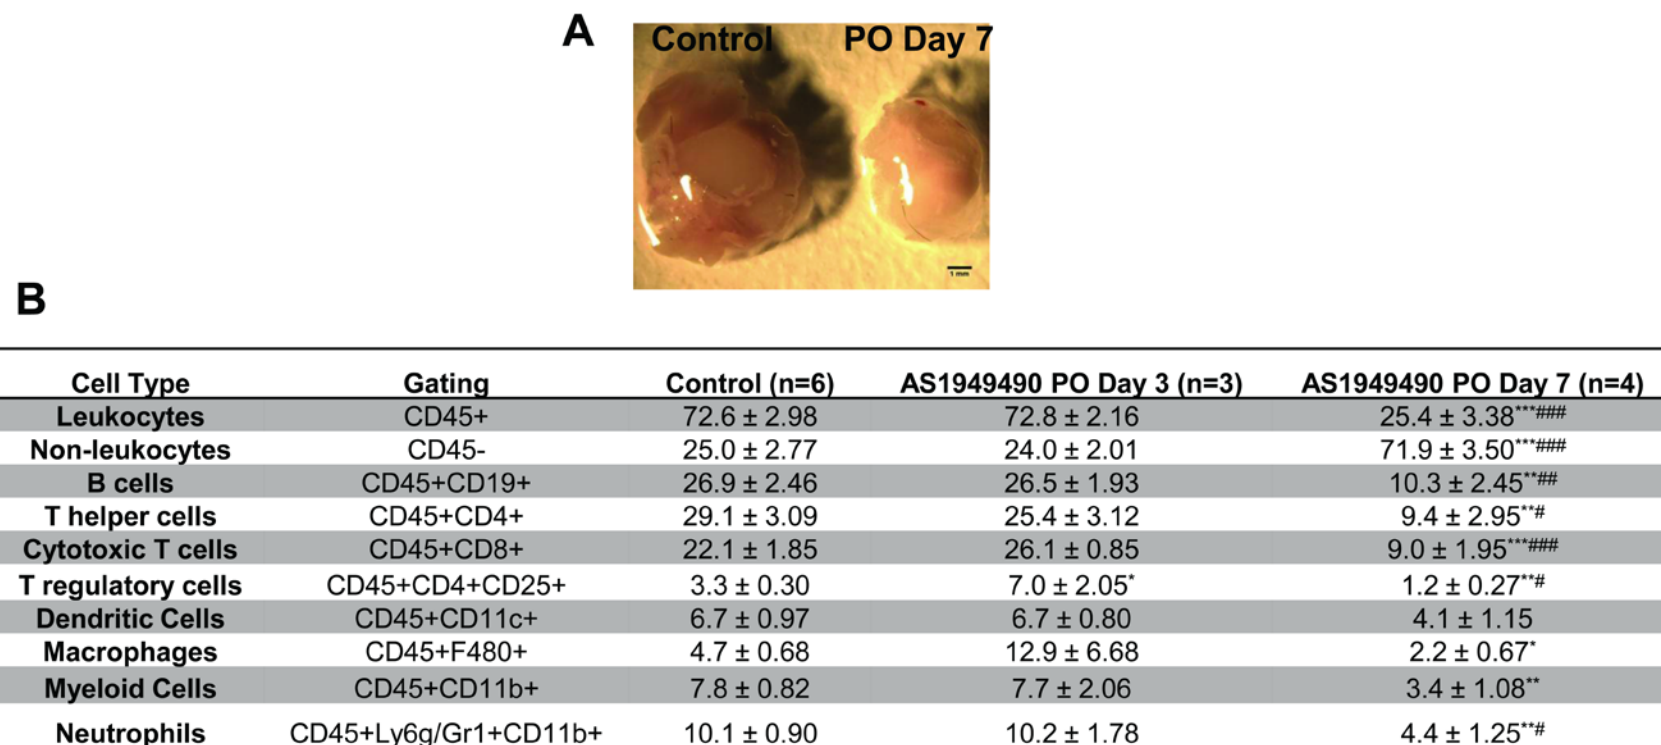 A
Control PO Day 7
1 mm
B
Cell Type Gating Control (n=6) AS1949490 PO Day 3 (n=3) AS1949490 PO Day 7 (n=4)
Leukocytes CD45+ 72.6 ± 2.98 72.8 ± 2.16 25.4 ± 3.38***###
Non-leukocytes CD45- 25.0 ± 2.77 24.0 ± 2.01 71.9 ± 3.50***###
B cells CD45+CD19+ 26.9 ± 2.46 26.5 ± 1.93 10.3 ± 2.45**##
T helper cells CD45+CD4+ 29.1 ± 3.09 25.4 ± 3.12 9.4 ± 2.95**#
Cytotoxic T cells CD45+CD8+ 22.1 ± 1.85 26.1 ± 0.85 9.0 ± 1.95***###
T regulatory cells CD45+CD4+CD25+ 3.3 ± 0.30 7.0 ± 2.05* 1.2 ± 0.27**#
Dendritic Cells CD45+CD11c+ 6.7 ± 0.97 6.7 ± 0.80 4.1 ± 1.15
Macrophages CD45+F480+ 4.7 ± 0.68 12.9 ± 6.68 2.2 ± 0.67*
Myeloid Cells CD45+CD11b+ 7.8 ± 0.82 7.7 ± 2.06 3.4 ± 1.08**
Neutrophils CD45+Ly6g/Gr1+CD11b+ 10.1 ± 0.90 10.2 ± 1.78 4.4 ± 1.25**#